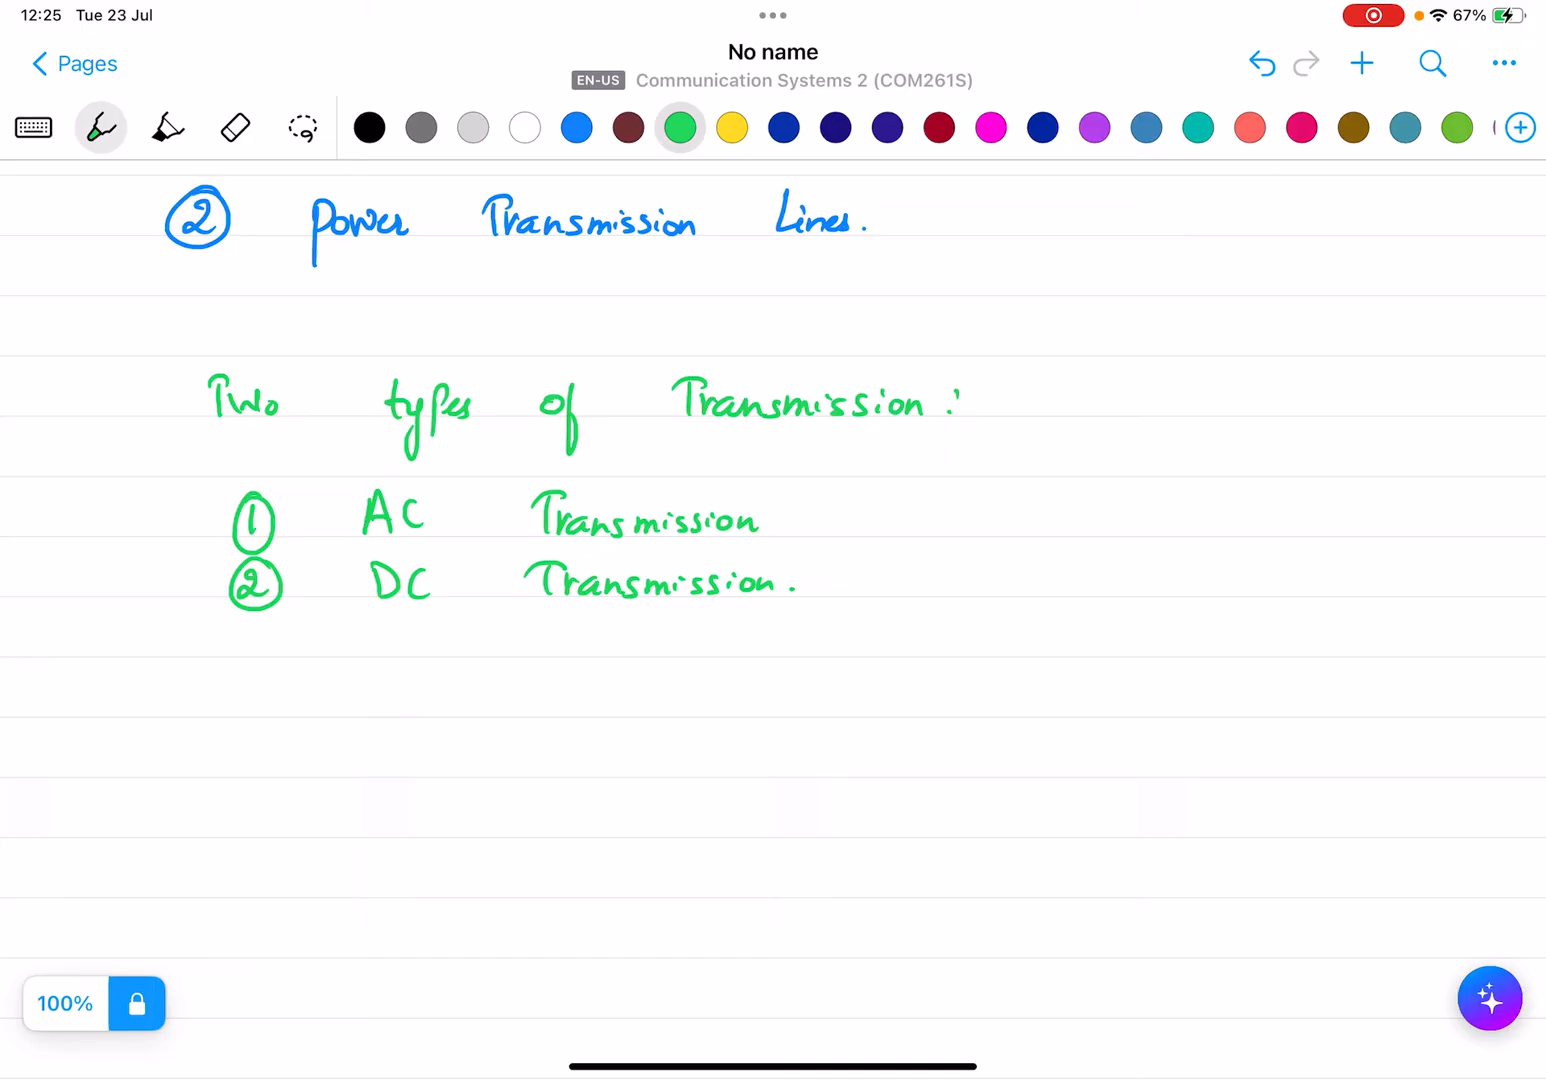 12:25 Tue 23 Jul
67%
Pages
No name
EN-US Communication Systems 2 (COM261S)
2 Power Transmission Lines.
Two types of Transmission :
1 AC Transmission
2 DC Transmission.
100%